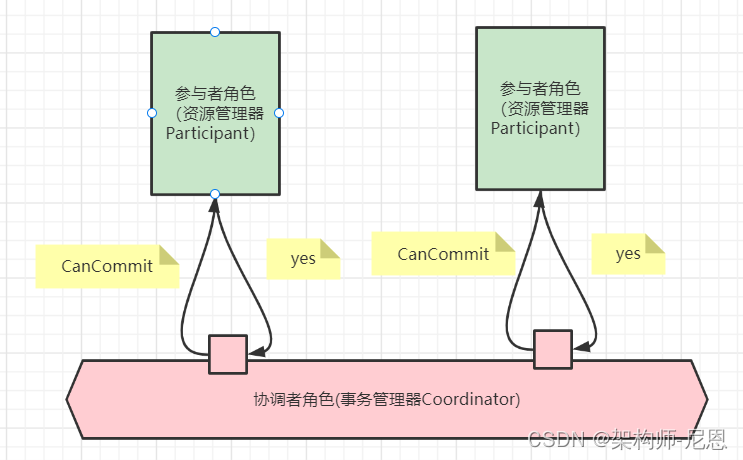 参与者角色
（资源管理器
Participant）
参与者角色
（资源管理器
Participant）
CanCommit
yes
CanCommit
yes
协调者角色(事务管理器Coordinator)
CSDN @架构师-尼恩